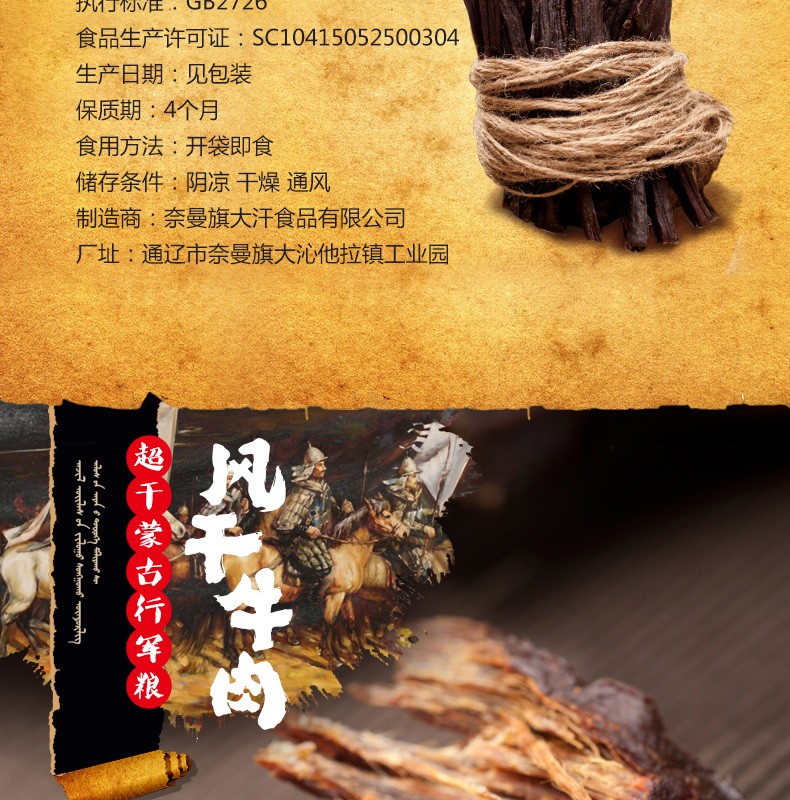 执行标准：GB2726
食品生产许可证：SC10415052500304
生产日期：见包装
保质期：4个月
食用方法：开袋即食
储存条件：阴凉 干燥 通风
制造商：奈曼旗大汗食品有限公司
厂址：通辽市奈曼旗大沁他拉镇工业园
超干蒙古行军粮
风干牛肉